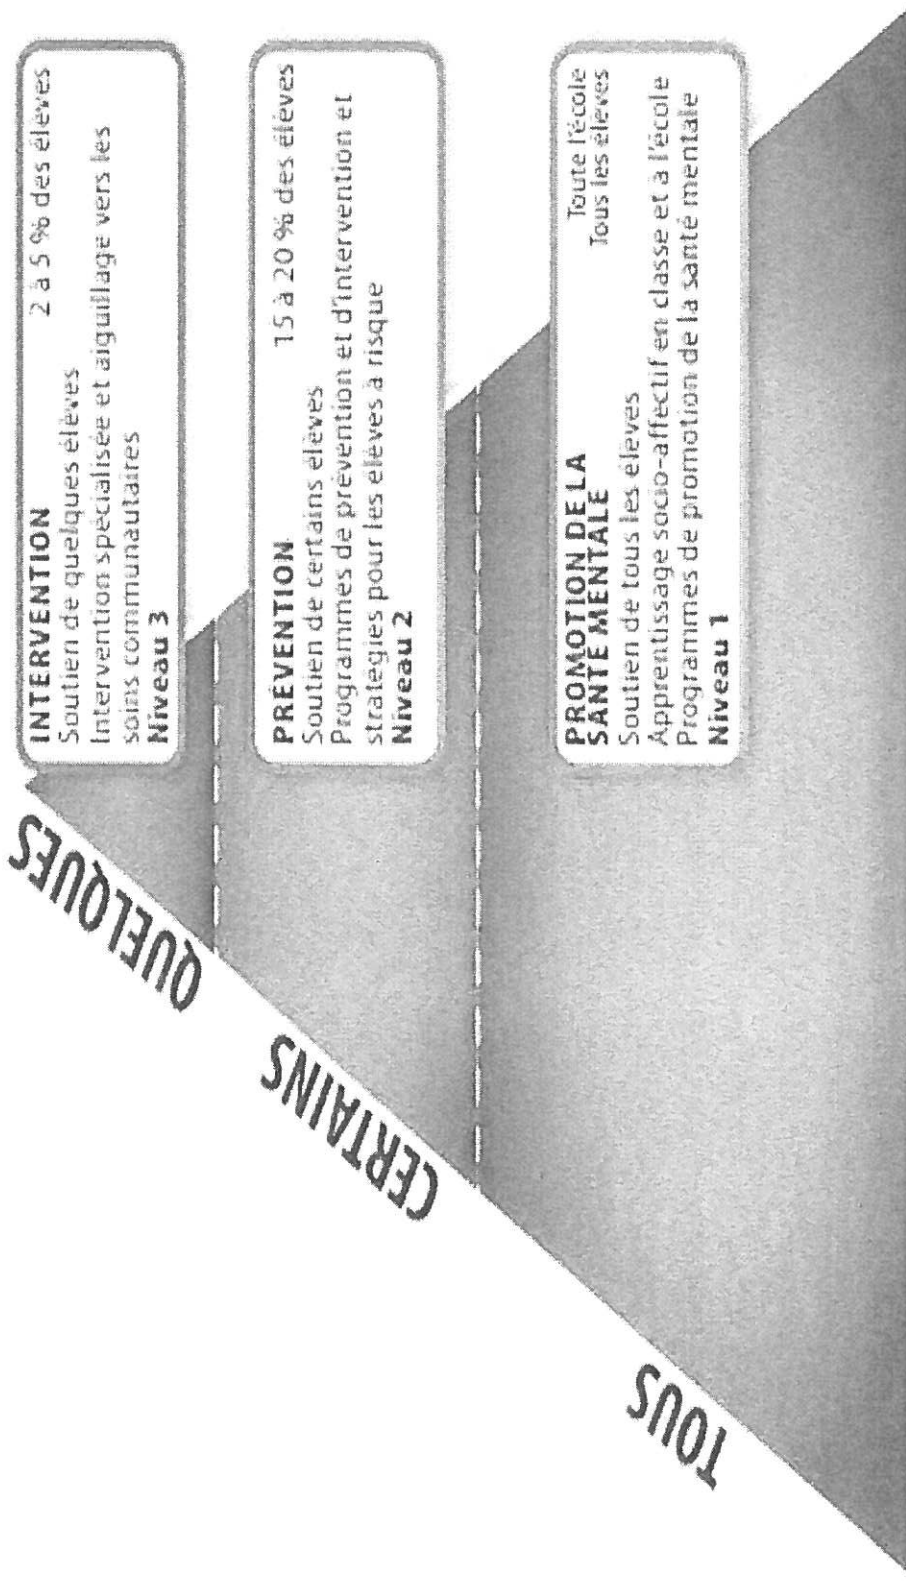 QUELQUES
INTERVENTION 2 à 5 % des élèves
Soutien de quelques élèves
Intervention spécialisée et aiguillage vers les
soins communautaires
Niveau 3
CERTAINS
PRÉVENTION 15 à 20 % des élèves
Soutien de certains élèves
Programmes de prévention et d'intervention et
stratégies pour les élèves à risque
Niveau 2
TOUS
PROMOTION DE LA Toute l'école
SANTÉ MENTALE Tous les élèves
Soutien de tous les élèves
Apprentissage socio-affectif en classe et à l'école
Programmes de promotion de la santé mentale
Niveau 1